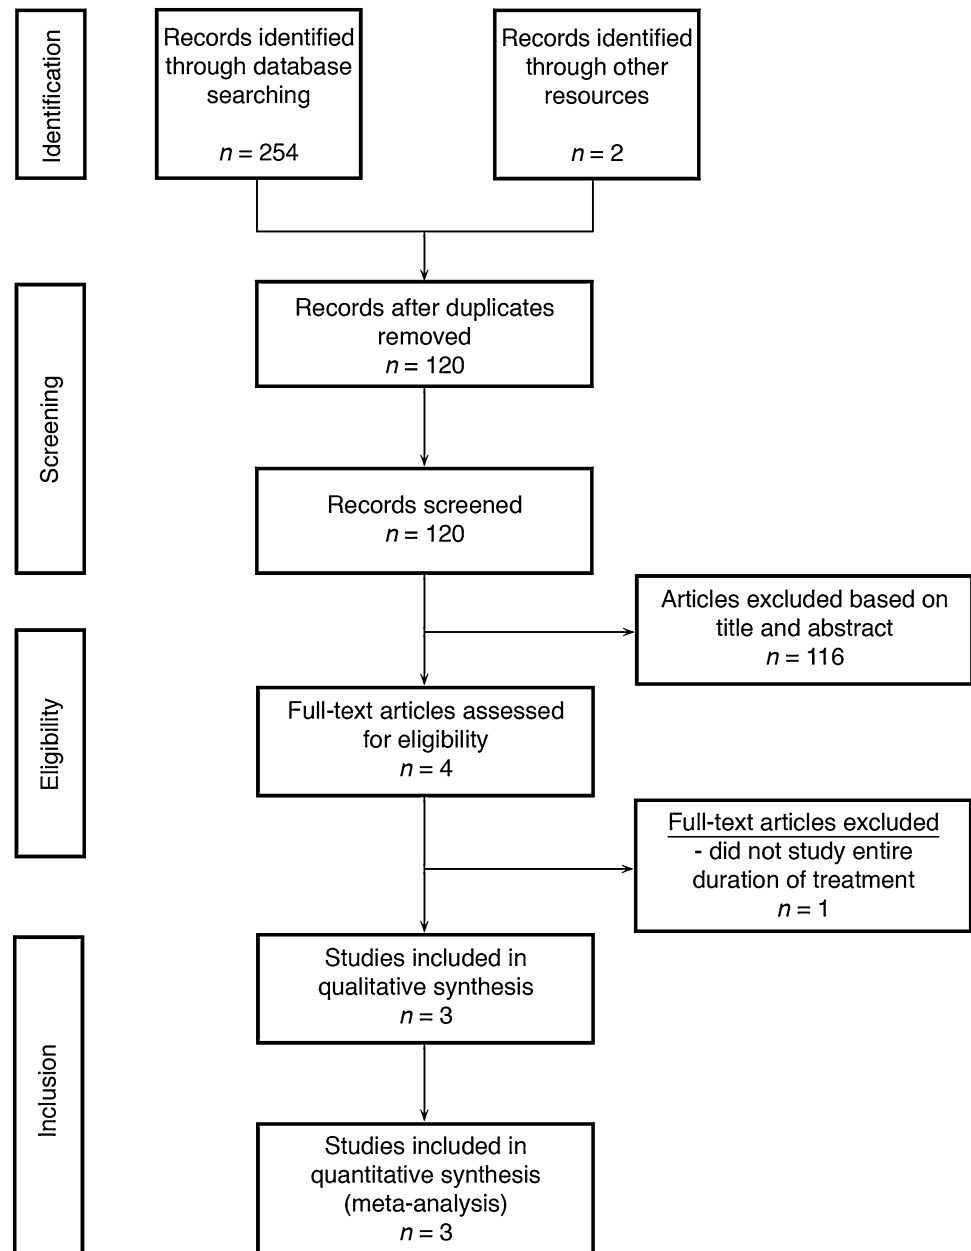 Identification
Records identified
through database
searching
n = 254
Records identified
through other
resources
n = 2
Screening
Records after duplicates
removed
n = 120
Records screened
n = 120
Articles excluded based on
title and abstract
n = 116
Eligibility
Full-text articles assessed
for eligibility
n = 4
Full-text articles excluded
- did not study entire
duration of treatment
n = 1
Inclusion
Studies included in
qualitative synthesis
n = 3
Studies included in
quantitative synthesis
(meta-analysis)
n = 3